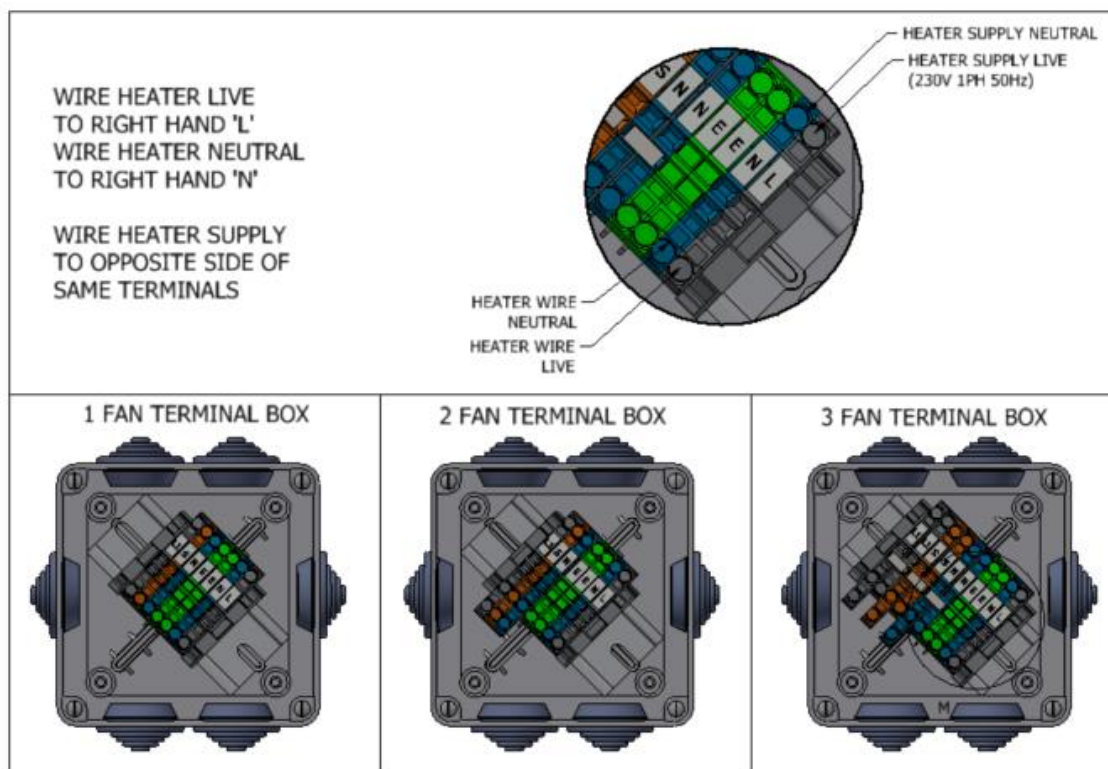 WIRE HEATER LIVE
TO RIGHT HAND 'L'
WIRE HEATER NEUTRAL
TO RIGHT HAND 'N'
WIRE HEATER SUPPLY
TO OPPOSITE SIDE OF
SAME TERMINALS
HEATER SUPPLY NEUTRAL
HEATER SUPPLY LIVE
(230V 1PH 50Hz)
S N N E E N L
HEATER WIRE
NEUTRAL
HEATER WIRE
LIVE
1 FAN TERMINAL BOX
2 FAN TERMINAL BOX
3 FAN TERMINAL BOX
M